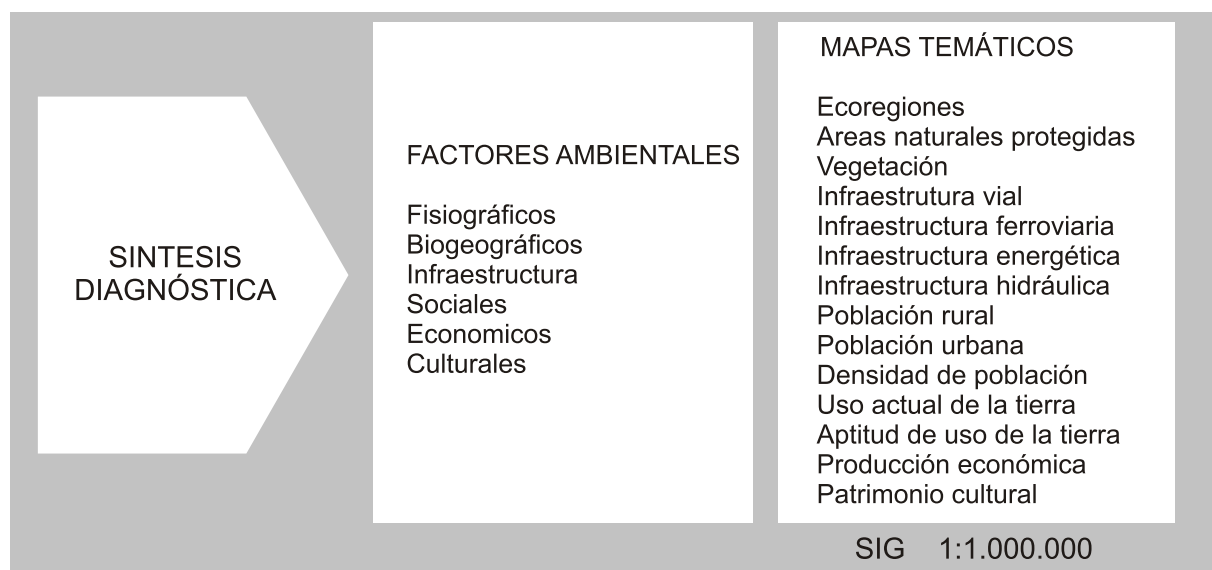 SINTESIS
DIAGNÓSTICA
FACTORES AMBIENTALES
Fisiográficos
Biogeográficos
Infraestructura
Sociales
Economicos
Culturales
MAPAS TEMÁTICOS
Ecoregiones
Areas naturales protegidas
Vegetación
Infraestrutura vial
Infraestructura ferroviaria
Infraestructura energética
Infraestructura hidráulica
Población rural
Población urbana
Densidad de población
Uso actual de la tierra
Aptitud de uso de la tierra
Producción económica
Patrimonio cultural
SIG 1:1.000.000